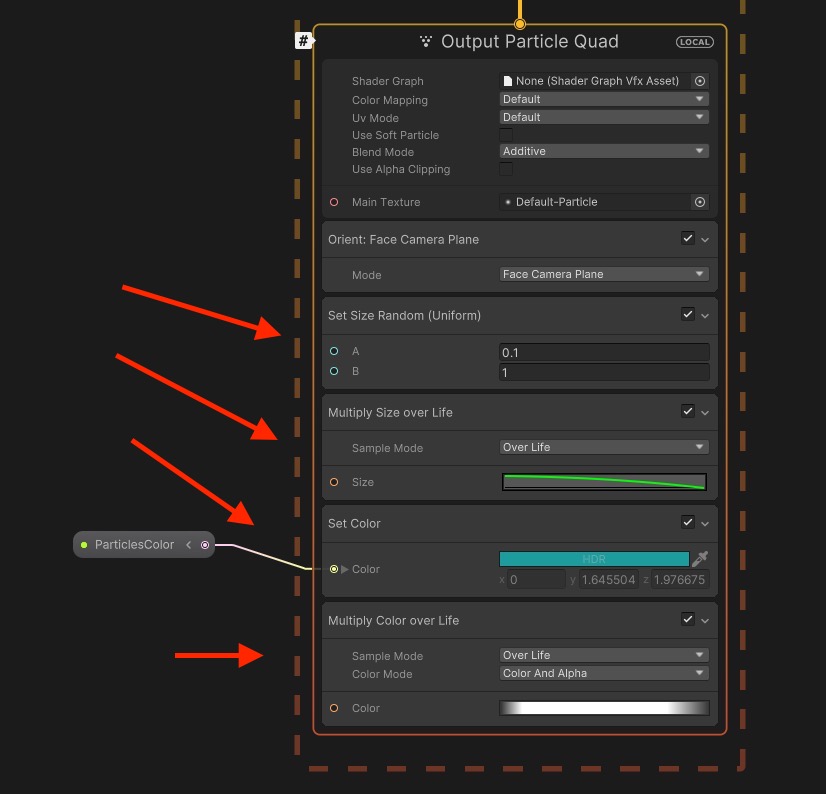 #
Output Particle Quad
LOCAL
Shader Graph None (Shader Graph Vfx Asset)
Color Mapping Default
Uv Mode Default
Use Soft Particle
Blend Mode Additive
Use Alpha Clipping
Main Texture Default-Particle
Orient: Face Camera Plane
Mode Face Camera Plane
Set Size Random (Uniform)
A 0.1
B 1
Multiply Size over Life
Sample Mode Over Life
Size
Set Color
ParticlesColor
HDR
Color
x 0 y 1.645504 z 1.976675
Multiply Color over Life
Sample Mode Over Life
Color Mode Color And Alpha
Color